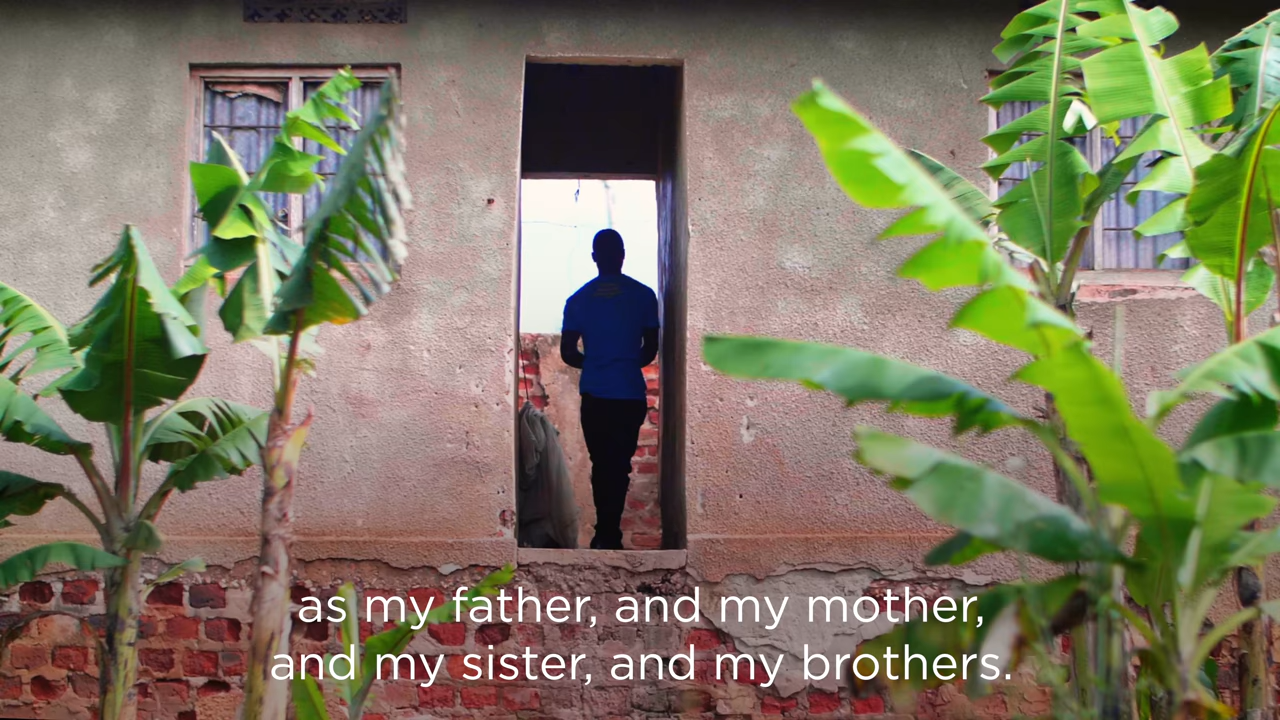 as my father, and my mother,
and my sister, and my brothers.